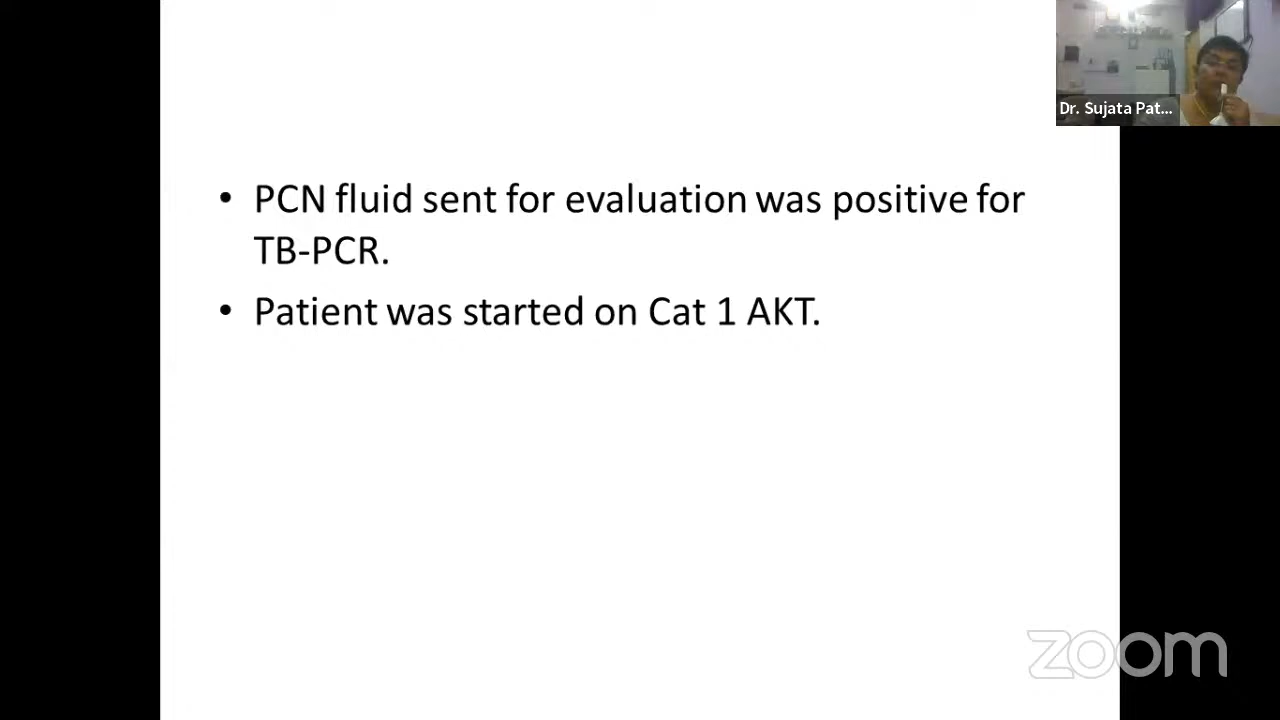 Dr. Sujata Pat...
• PCN fluid sent for evaluation was positive for
TB-PCR.
• Patient was started on Cat 1 AKT.
zoom